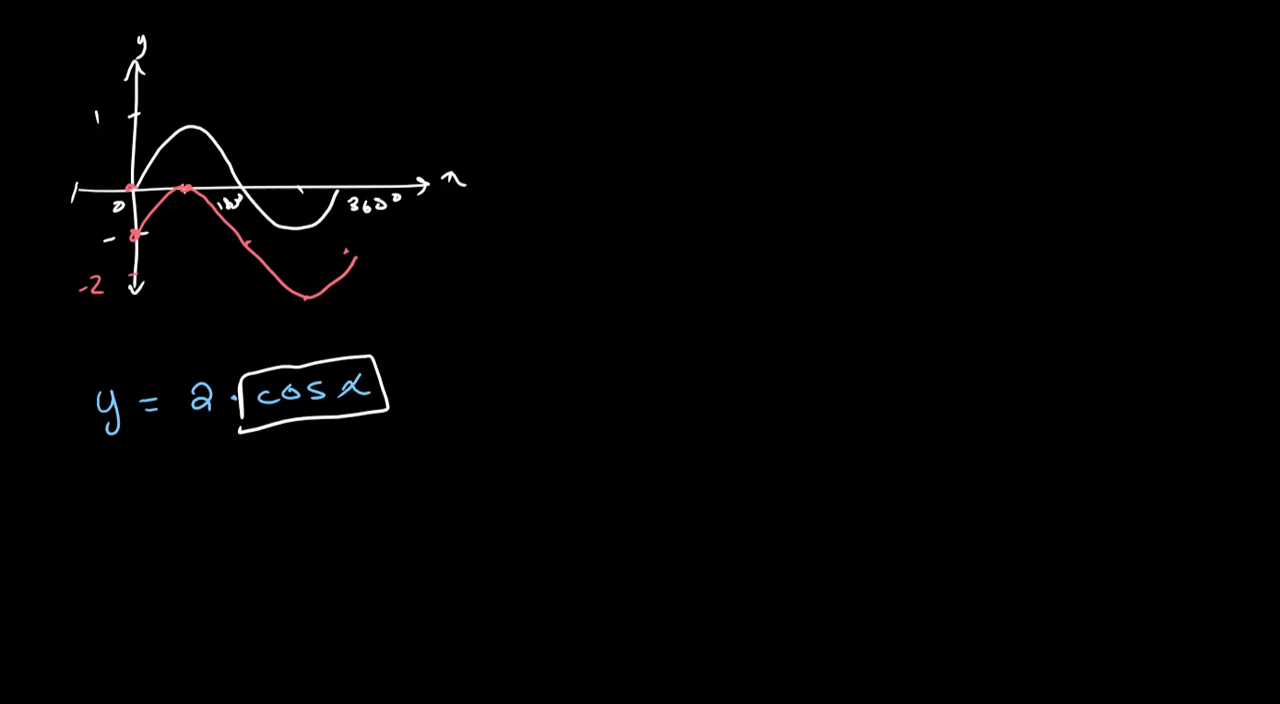 y
1
x
0 180° 360°
-
-2
y = 2 · cos x